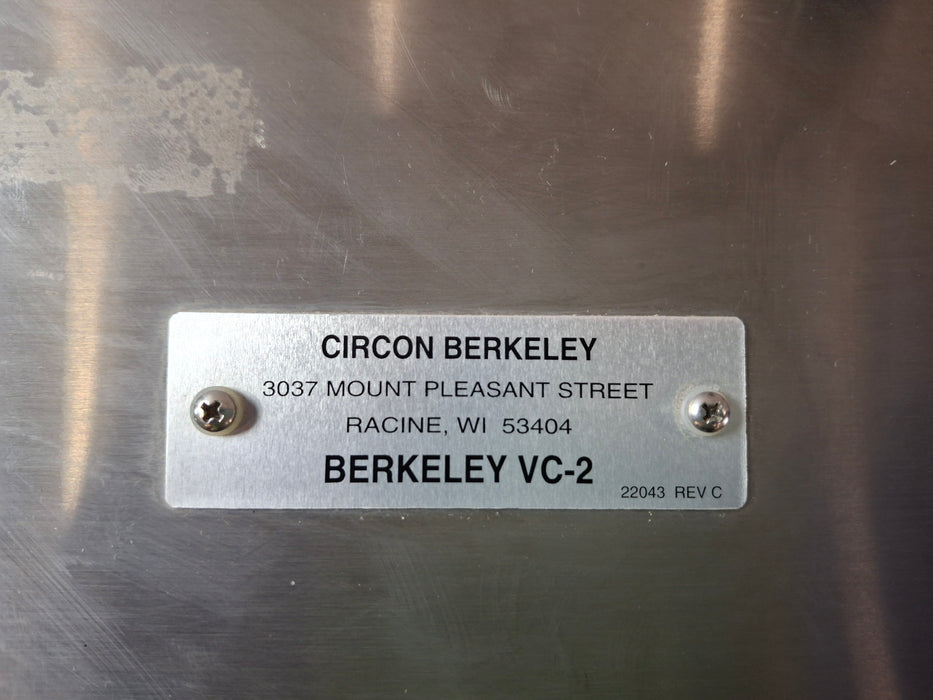 CIRCON BERKELEY
3037 MOUNT PLEASANT STREET
RACINE, WI 53404
BERKELEY VC-2
22043 REV C